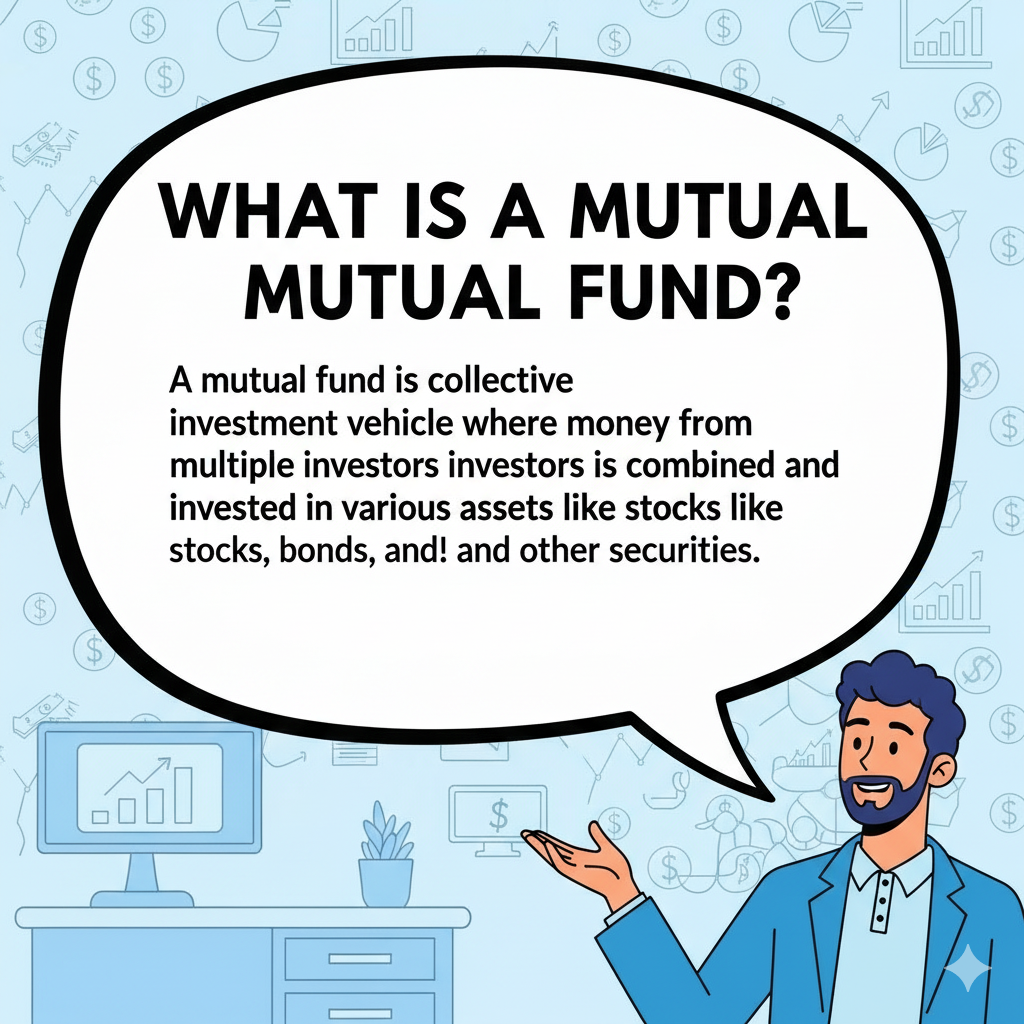 WHAT IS A MUTUAL
MUTUAL FUND?
A mutual fund is collective
investment vehicle where money from
multiple investors investors is combined and
invested in various assets like stocks like
stocks, bonds, and! and other securities.